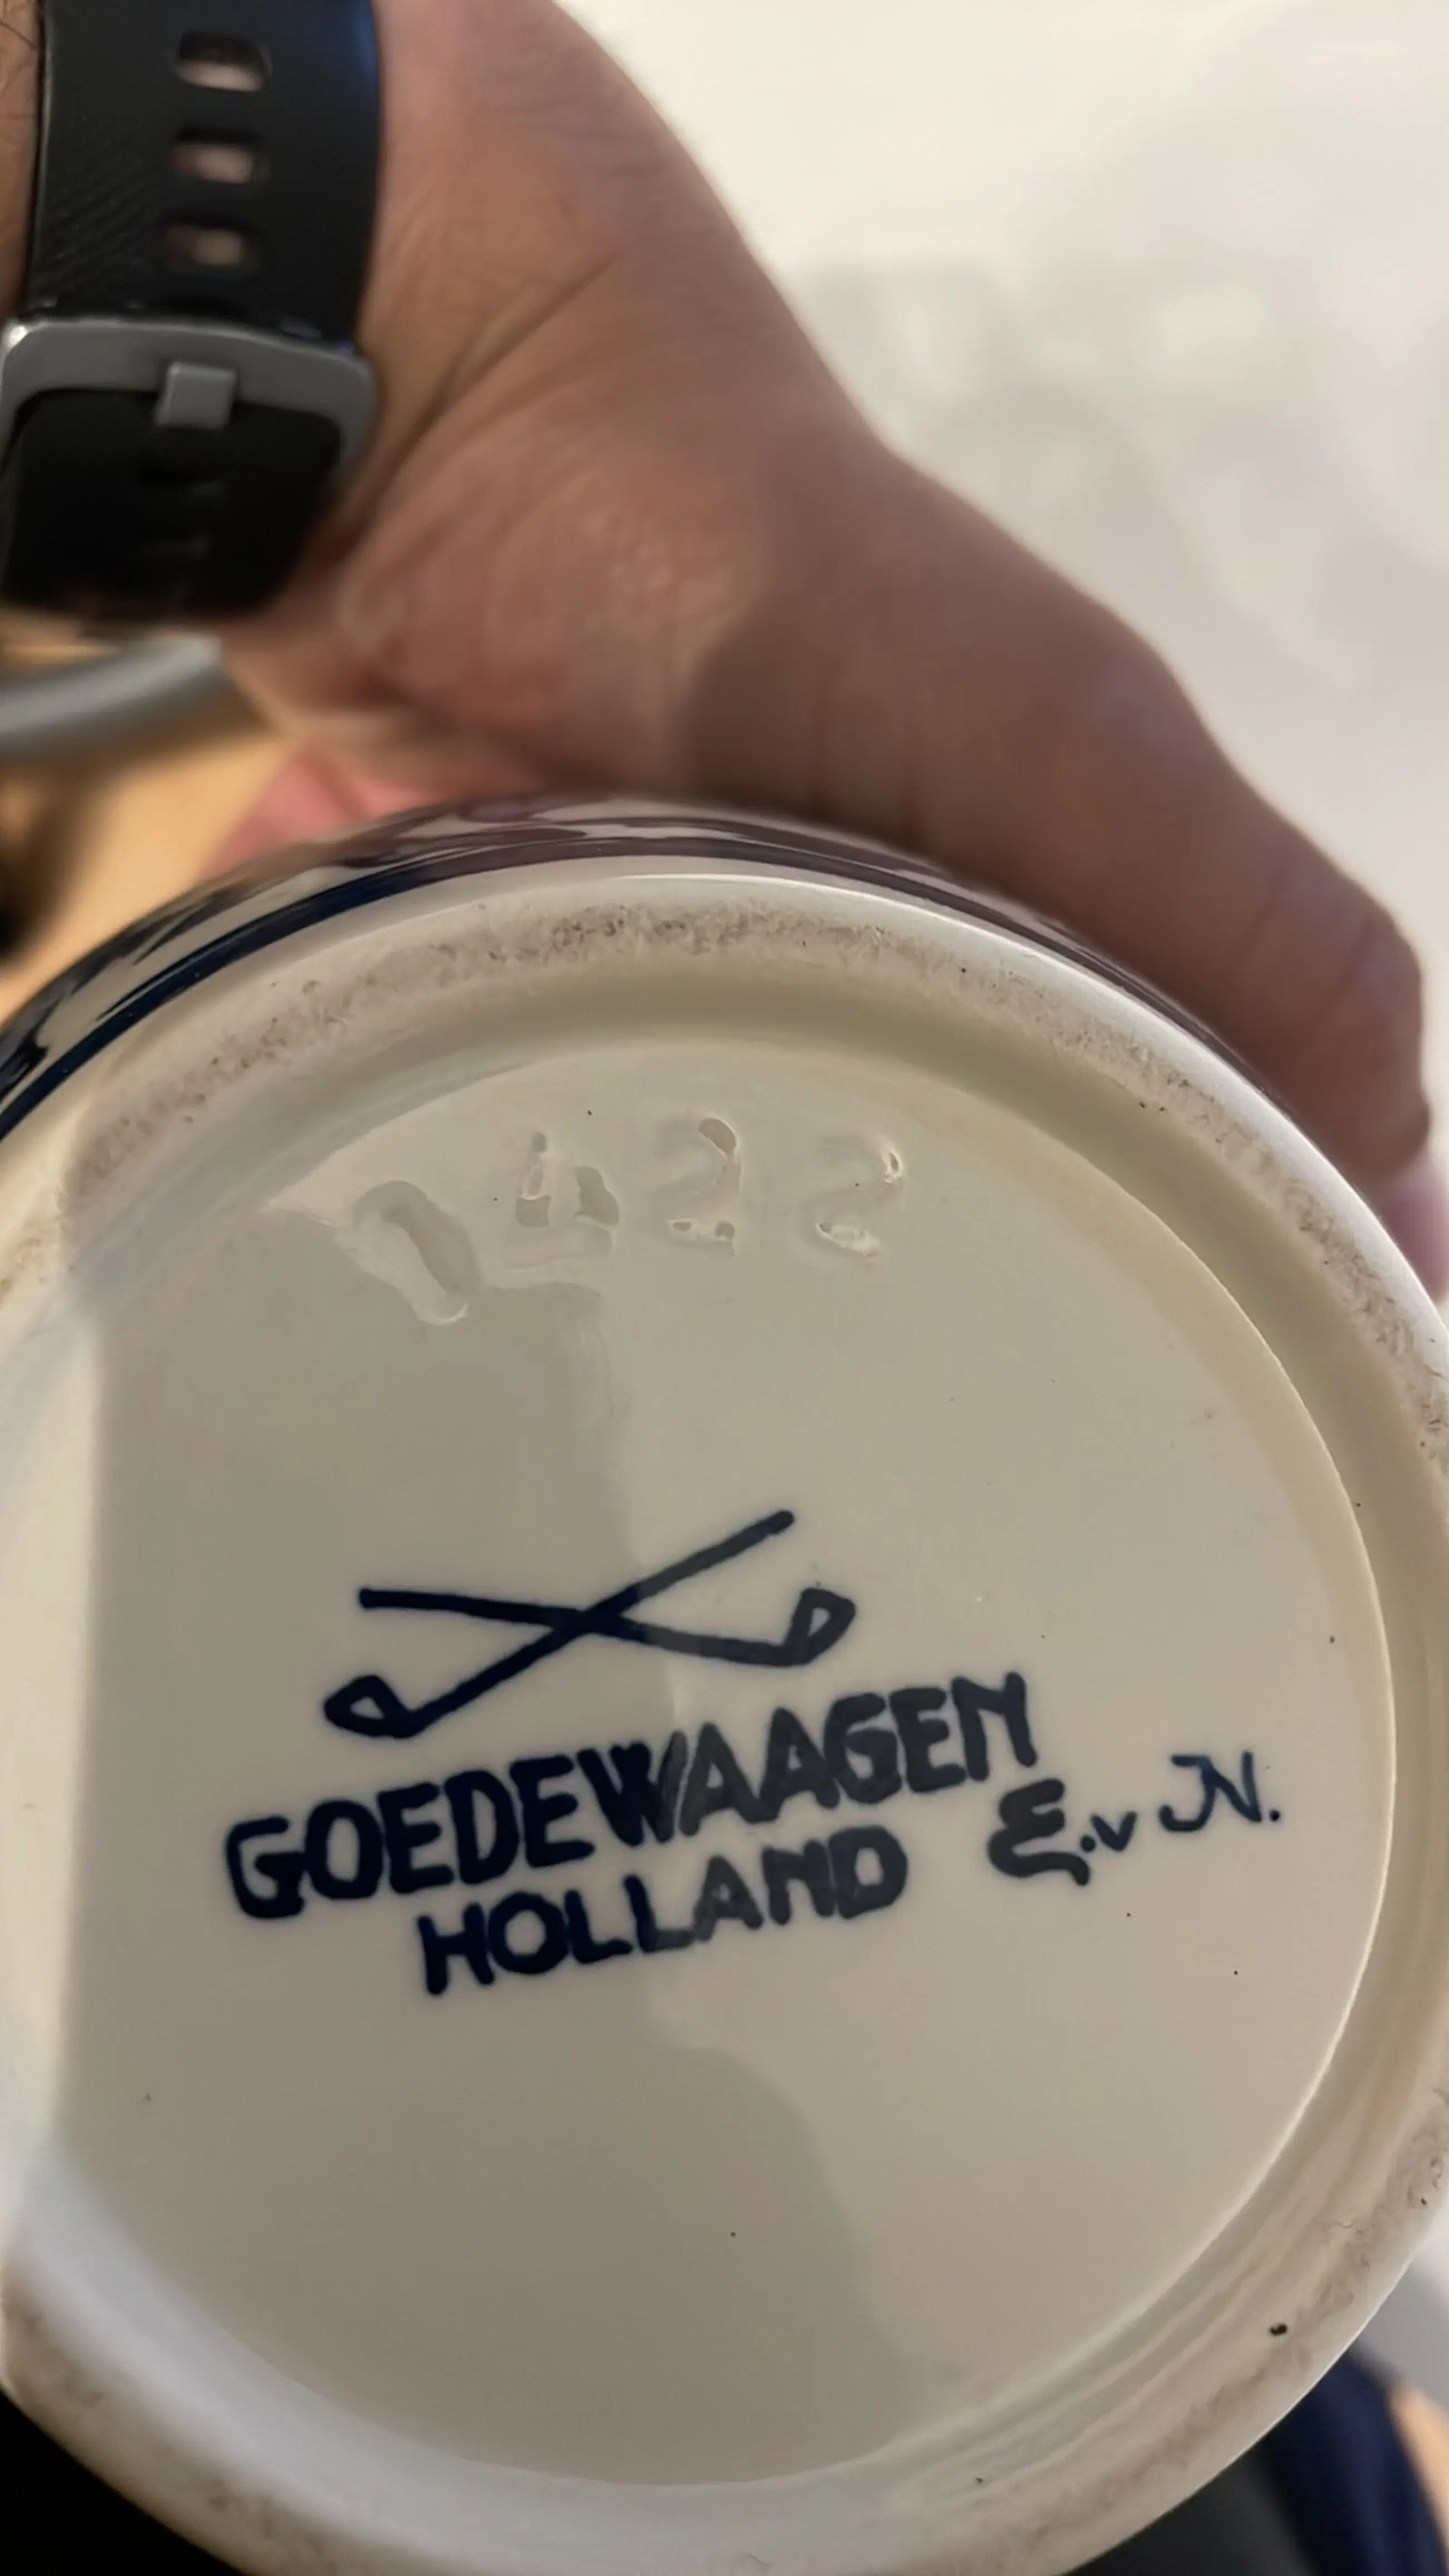 1422
GOEDEWAAGEN
HOLLAND E.v N.